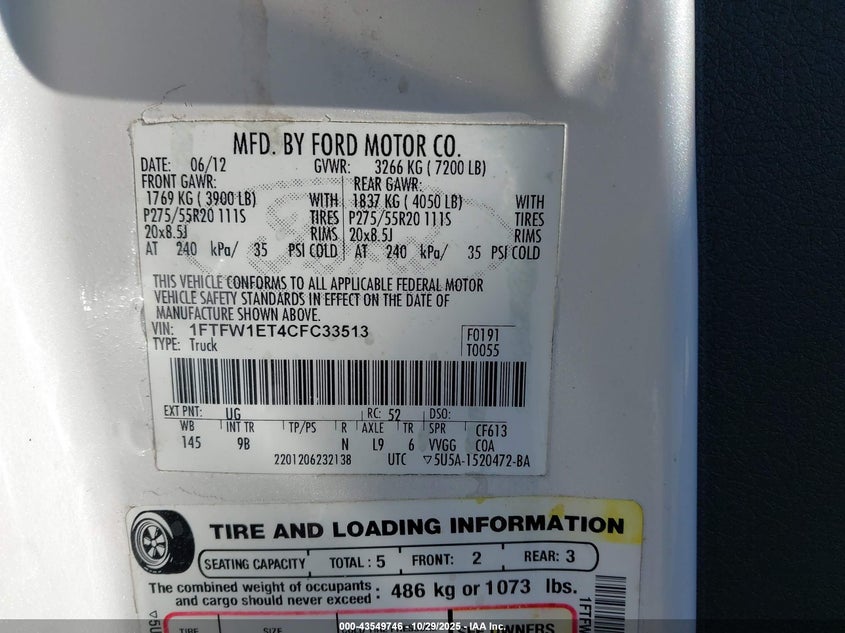 MFD. BY FORD MOTOR CO.
DATE: 06/12 GVWR: 3266 KG ( 7200 LB)
FRONT GAWR: REAR GAWR:
1769 KG ( 3900 LB) WITH 1837 KG ( 4050 LB) WITH
P275/55R20 111S TIRES P275/55R20 111S TIRES
20x8.5J RIMS 20x8.5J RIMS
AT 240 kPa/ 35 PSI COLD AT 240 kPa/ 35 PSI COLD
THIS VEHICLE CONFORMS TO ALL APPLICABLE FEDERAL MOTOR
VEHICLE SAFETY STANDARDS IN EFFECT ON THE DATE OF
MANUFACTURE SHOWN ABOVE.
VIN: 1FTFW1ET4CFC33513
TYPE: Truck
F0191
T0055
EXT PNT: UG RC: 52 DSO:
WB INT TR TP/PS R AXLE TR SPR CF613
145 9B N L9 6 VVGG COA
2201206232138 UTC ▽5U5A-1520472-BA
TIRE AND LOADING INFORMATION
SEATING CAPACITY TOTAL : 5 FRONT: 2 REAR: 3
The combined weight of occupants
and cargo should never exceed : 486 kg or 1073 lbs.
▽5U
1FTFW
TIRE SIZE SEE OWNERS
000-43549746 - 10/29/2025 - IAA Inc.